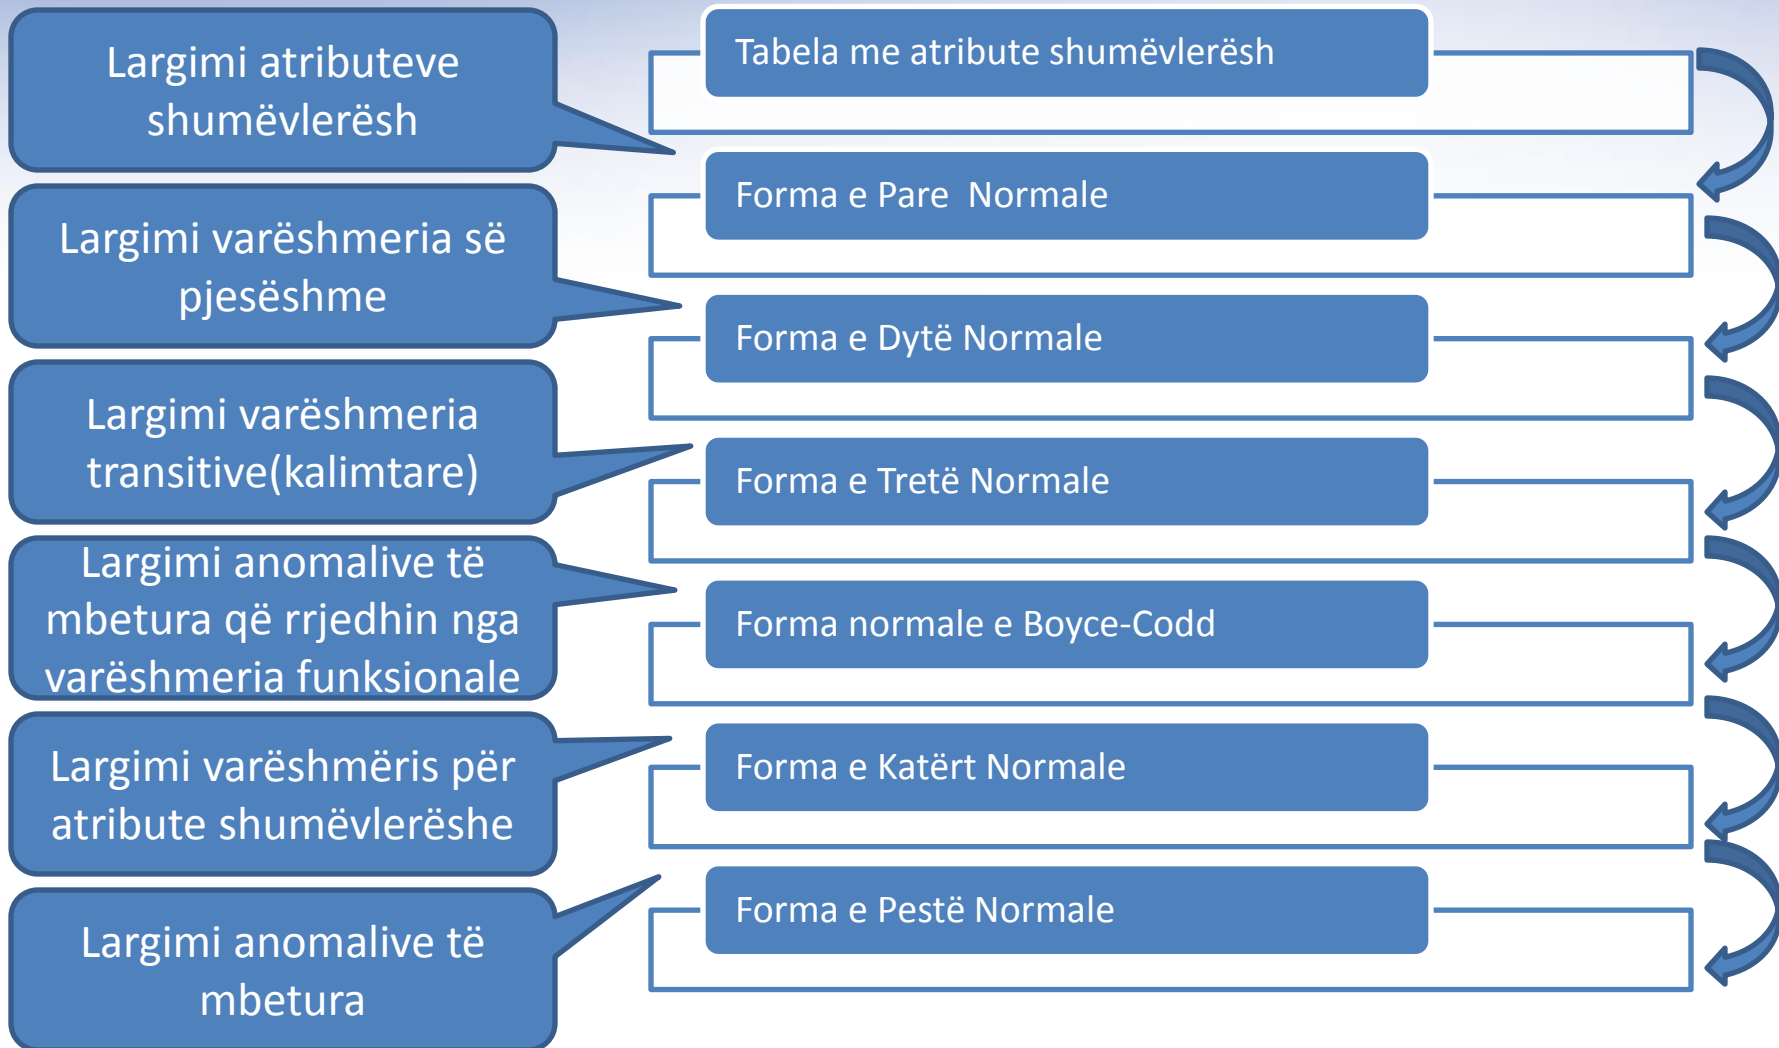 Largimi atributeve
shumëvlerësh
Tabela me atribute shumëvlerësh
Largimi varëshmeria së
pjesëshme
Forma e Pare  Normale
Largimi varëshmeria
transitive(kalimtare)
Forma e Dytë Normale
Largimi anomalive të
mbetura që rrjedhin nga
varëshmeria funksionale
Forma e Tretë Normale
Largimi varëshmëris për
atribute shumëvlerëshe
Forma normale e Boyce-Codd
Largimi anomalive të
mbetura
Forma e Katërt Normale
Forma e Pestë Normale